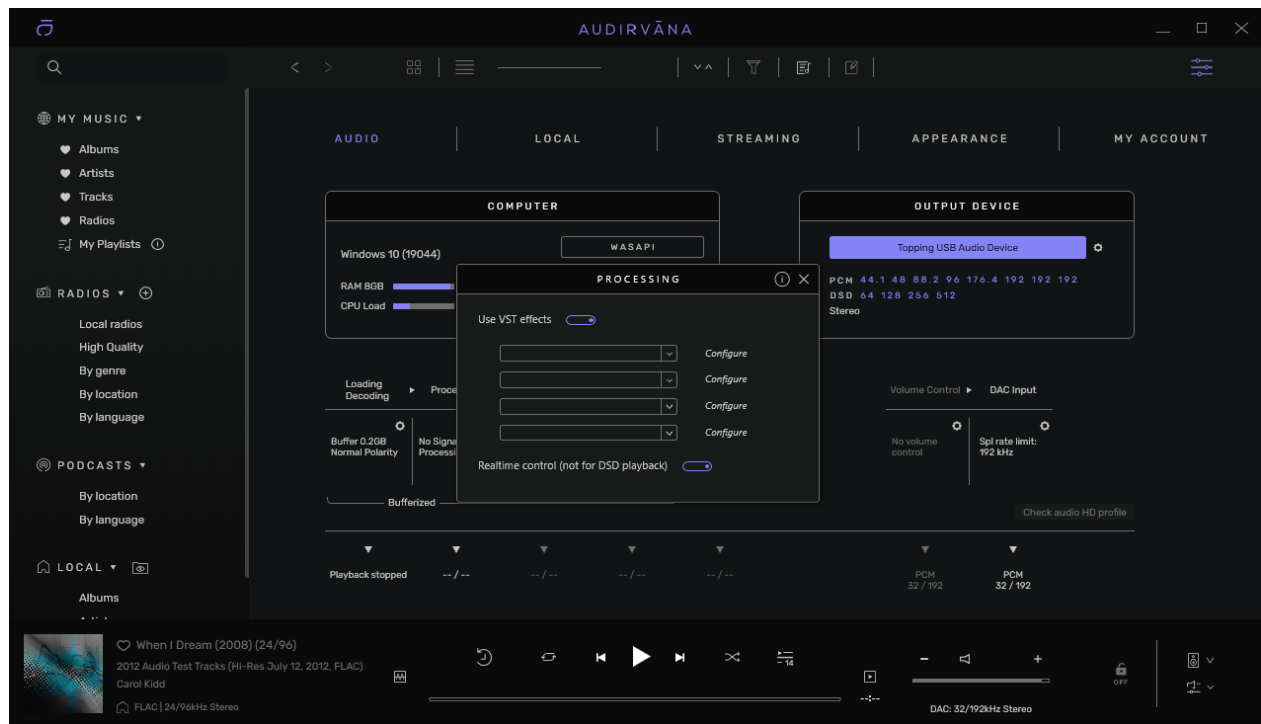 AUDIRVĀNA
MY MUSIC
Albums
Artists
Tracks
Radios
My Playlists
RADIOS
Local radios
High Quality
By genre
By location
By language
PODCASTS
By location
By language
LOCAL
Albums
AUDIO
LOCAL
STREAMING
APPEARANCE
MY ACCOUNT
COMPUTER
Windows 10 (19044)
WASAPI
RAM 8GB
CPU Load
OUTPUT DEVICE
Topping USB Audio Device
PCM 44.1 48 88.2 96 176.4 192 192 192
DSD 64 128 256 512
Stereo
PROCESSING
Use VST effects
Configure
Configure
Configure
Configure
Realtime control (not for DSD playback)
Loading
Decoding
Buffer 0.2GB
Normal Polarity
Bufferized
Volume Control
DAC Input
No volume
control
Spl rate limit:
192 kHz
Check audio HD profile
Playback stopped
-- / --
-- / --
-- / --
-- / --
PCM
32 / 192
PCM
32 / 192
When I Dream (2008) (24/96)
2012 Audio Test Tracks (Hi-Res July 12, 2012, FLAC)
Carol Kidd
FLAC | 24/96kHz Stereo
14
--:--
DAC: 32/192kHz Stereo
OFF